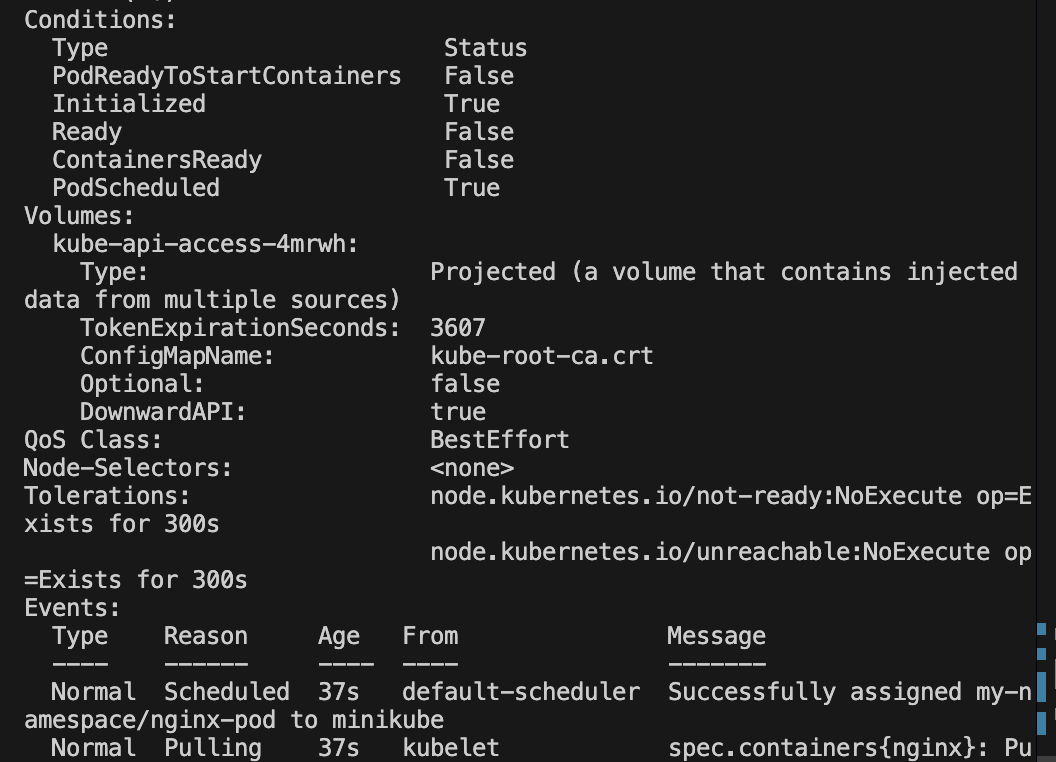 Conditions:
  Type                        Status
  PodReadyToStartContainers   False
  Initialized                 True
  Ready                       False
  ContainersReady             False
  PodScheduled                True
Volumes:
  kube-api-access-4mrwh:
    Type:                    Projected (a volume that contains injected
data from multiple sources)
    TokenExpirationSeconds:  3607
    ConfigMapName:           kube-root-ca.crt
    Optional:                false
    DownwardAPI:             true
QoS Class:                   BestEffort
Node-Selectors:              <none>
Tolerations:                 node.kubernetes.io/not-ready:NoExecute op=E
xists for 300s
                             node.kubernetes.io/unreachable:NoExecute op
=Exists for 300s
Events:
  Type    Reason     Age   From               Message
  ----    ------     ----  ----               -------
  Normal  Scheduled  37s   default-scheduler  Successfully assigned my-n
amespace/nginx-pod to minikube
  Normal  Pulling    37s   kubelet            spec.containers{nginx}: Pu